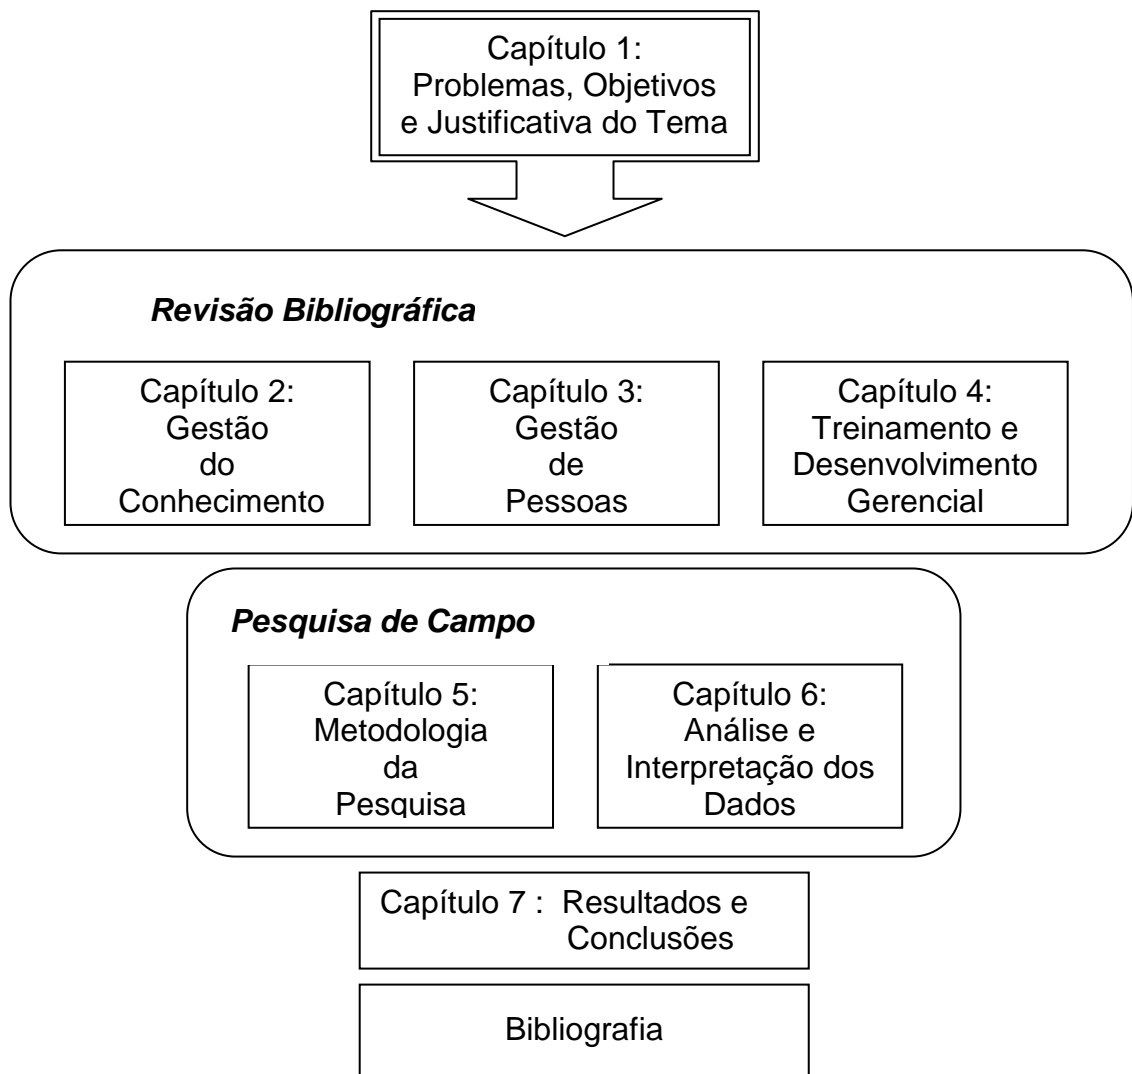 Capítulo 1:
Problemas, Objetivos
e Justificativa do Tema
Revisão Bibliográfica
Capítulo 2:
Gestão
do
Conhecimento
Capítulo 3:
Gestão
de
Pessoas
Capítulo 4:
Treinamento e
Desenvolvimento
Gerencial
Pesquisa de Campo
Capítulo 5:
Metodologia
da
Pesquisa
Capítulo 6:
Análise e
Interpretação dos
Dados
Capítulo 7 :  Resultados e
Conclusões
Bibliografia